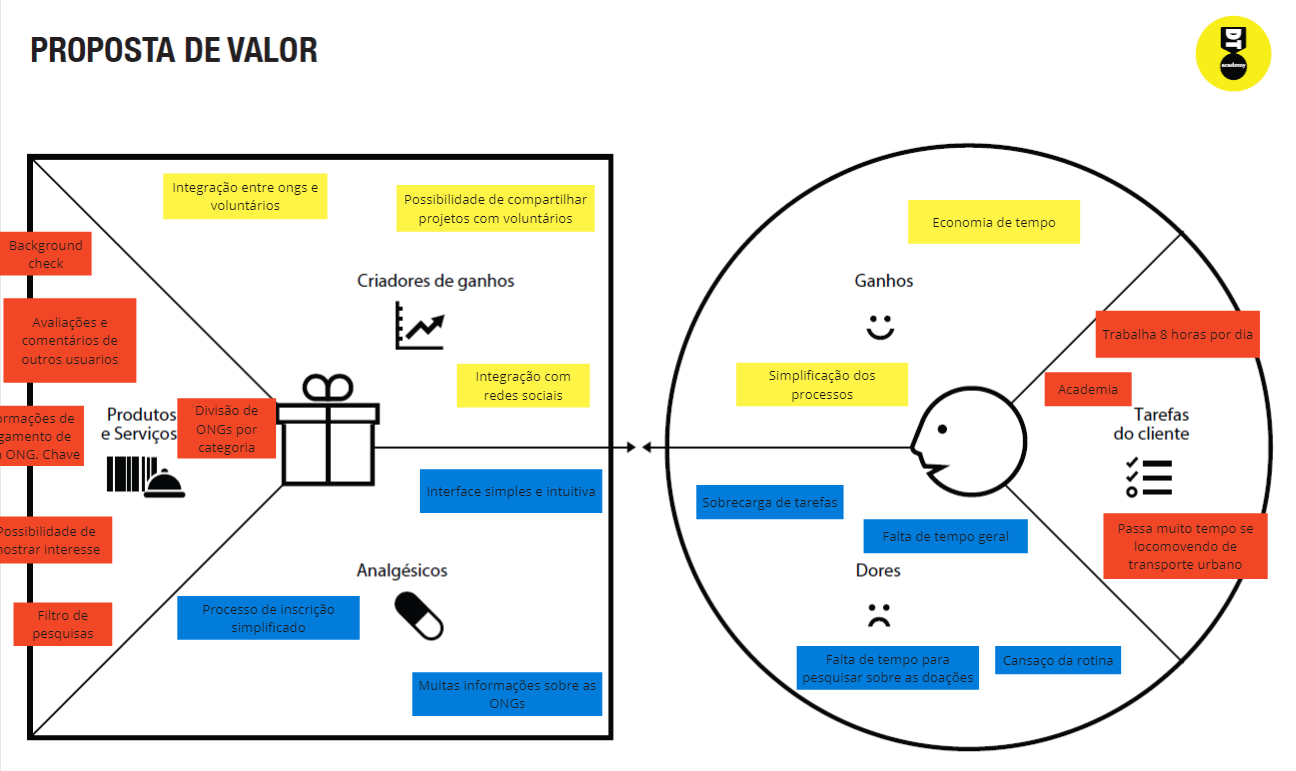 PROPOSTA DE VALOR
DT
academy
Integração entre ongs e
voluntários
Possibilidade de compartilhar
projetos com voluntários
Background
check
Criadores de ganhos
Avaliações e
comentários de
outros usuarios
Integração com
redes sociais
Produtos
e Serviços
Divisão de
ONGs por
categoria
de
de
ONG. Chave
Interface simples e intuitiva
Possibilidade de
interesse
Analgésicos
Processo de inscrição
simplificado
Filtro de
pesquisas
Muitas informações sobre as
ONGs
Economia de tempo
Ganhos
Trabalha 8 horas por dia
Simplificação dos
processos
Academia
Tarefas
do cliente
Sobrecarga de tarefas
Falta de tempo geral
Passa muito tempo se
locomovendo de
transporte urbano
Dores
Falta de tempo para
pesquisar sobre as doações
Cansaço da rotina